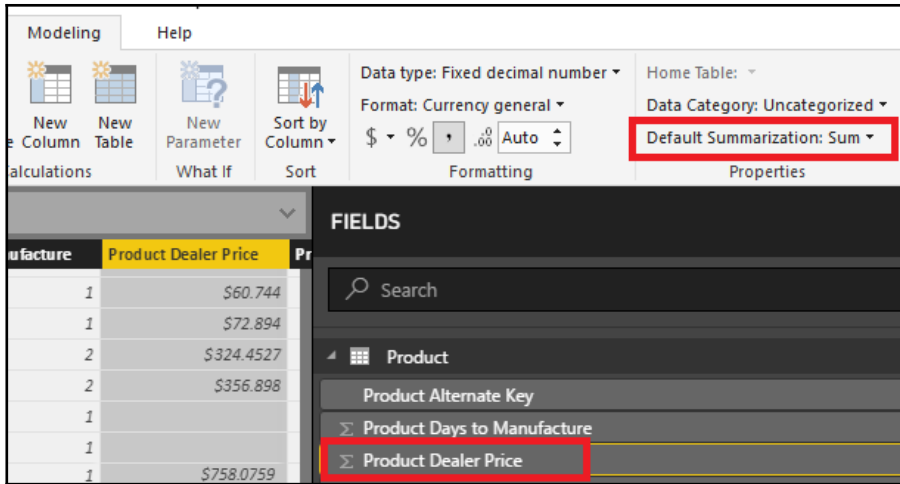 Modeling Help
New Column
New Table
New Parameter
Sort by Column
Data type: Fixed decimal number
Format: Currency general
$ % , .00 Auto
Home Table:
Data Category: Uncategorized
Default Summarization: Sum
alculations What If Sort Formatting Properties
FIELDS
Search
Product
Product Alternate Key
Σ Product Days to Manufacture
Σ Product Dealer Price
ufacture Product Dealer Price Pr
1 $60.744
1 $72.894
2 $324.4527
2 $356.898
1
1
1 $758.0759